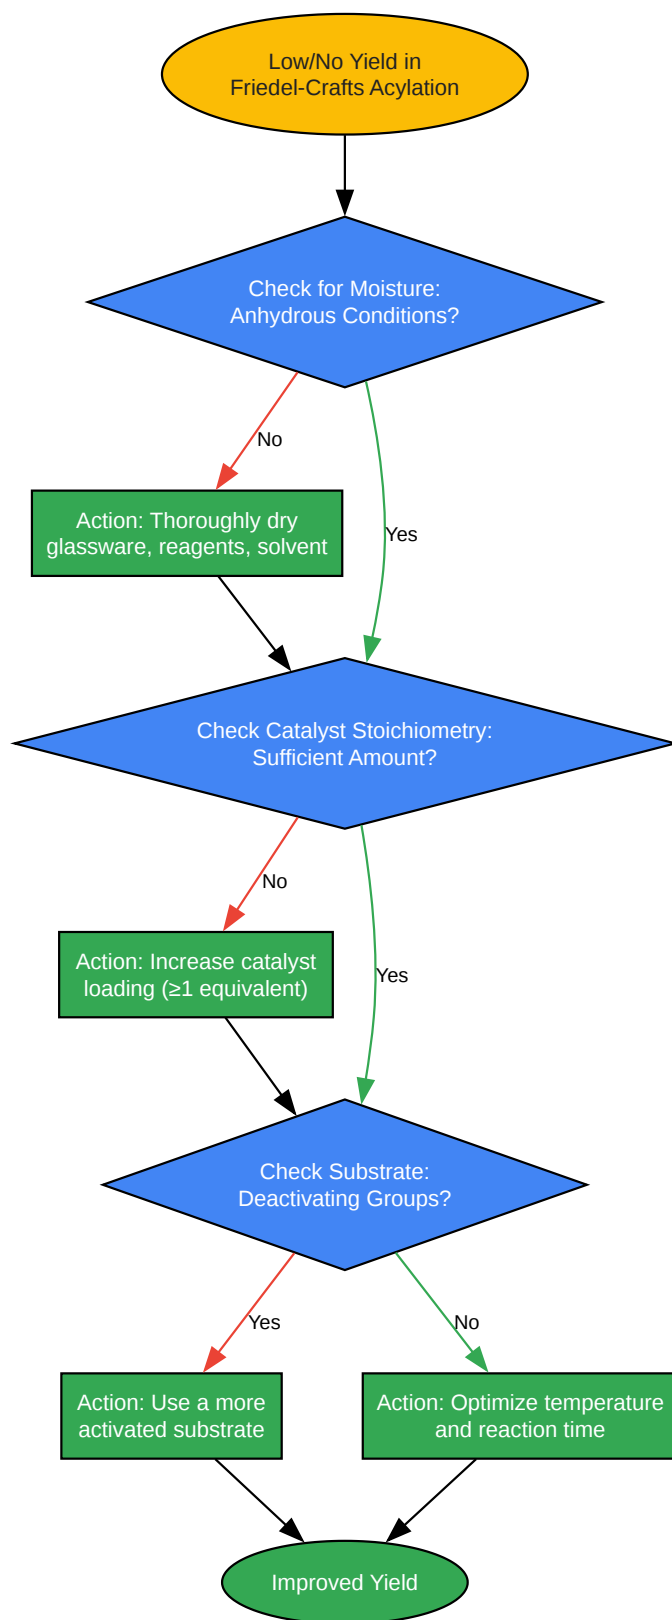 Low/No Yield in
Friedel-Crafts Acylation
Check for Moisture:
Anhydrous Conditions?
No
Action: Thoroughly dry
glassware, reagents, solvent
Yes
Check Catalyst Stoichiometry:
Sufficient Amount?
No
Action: Increase catalyst
loading (≥1 equivalent)
Yes
Check Substrate:
Deactivating Groups?
Yes
No
Action: Use a more
activated substrate
Action: Optimize temperature
and reaction time
Improved Yield